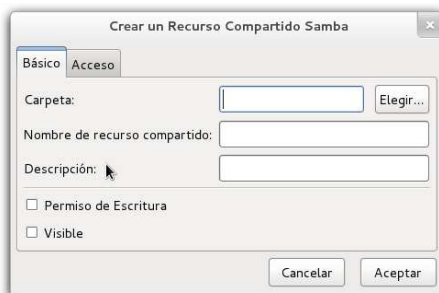 Crear un Recurso Compartido Samba
Básico Acceso
Carpeta: Elegir...
Nombre de recurso compartido:
Descripción:
Permiso de Escritura
Visible
Cancelar Aceptar